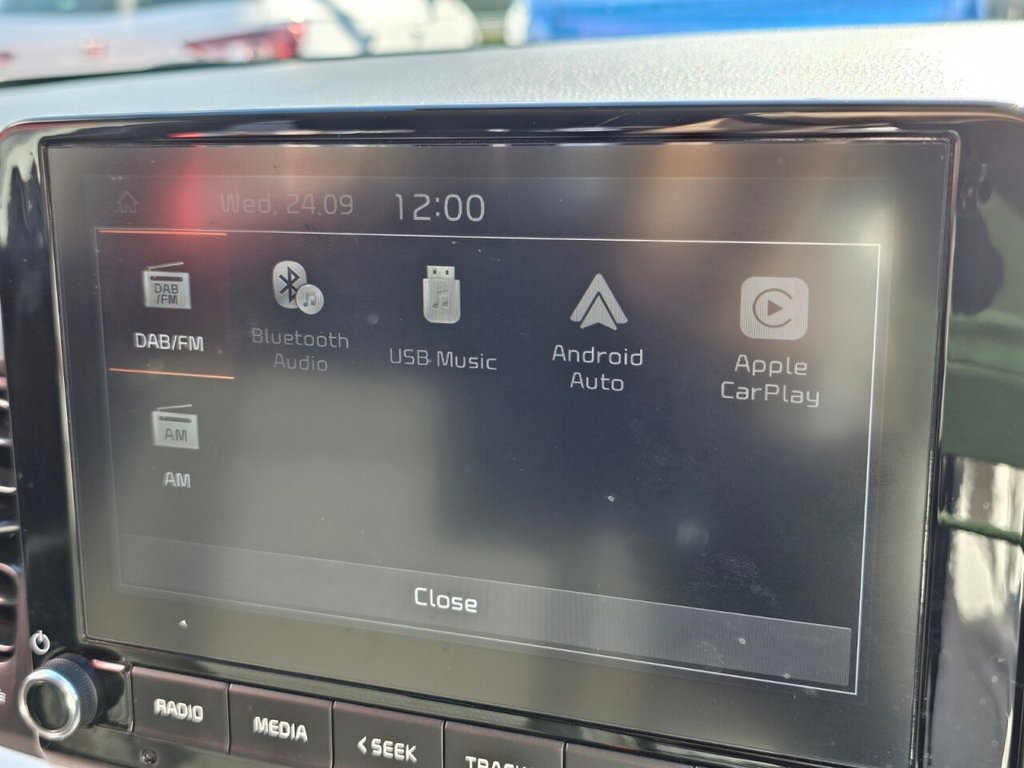 Wed. 24.09 12:00
DAB
/FM
DAB/FM
Bluetooth
Audio
USB Music
Android
Auto
Apple
CarPlay
AM
AM
Close
RADIO
MEDIA
< SEEK